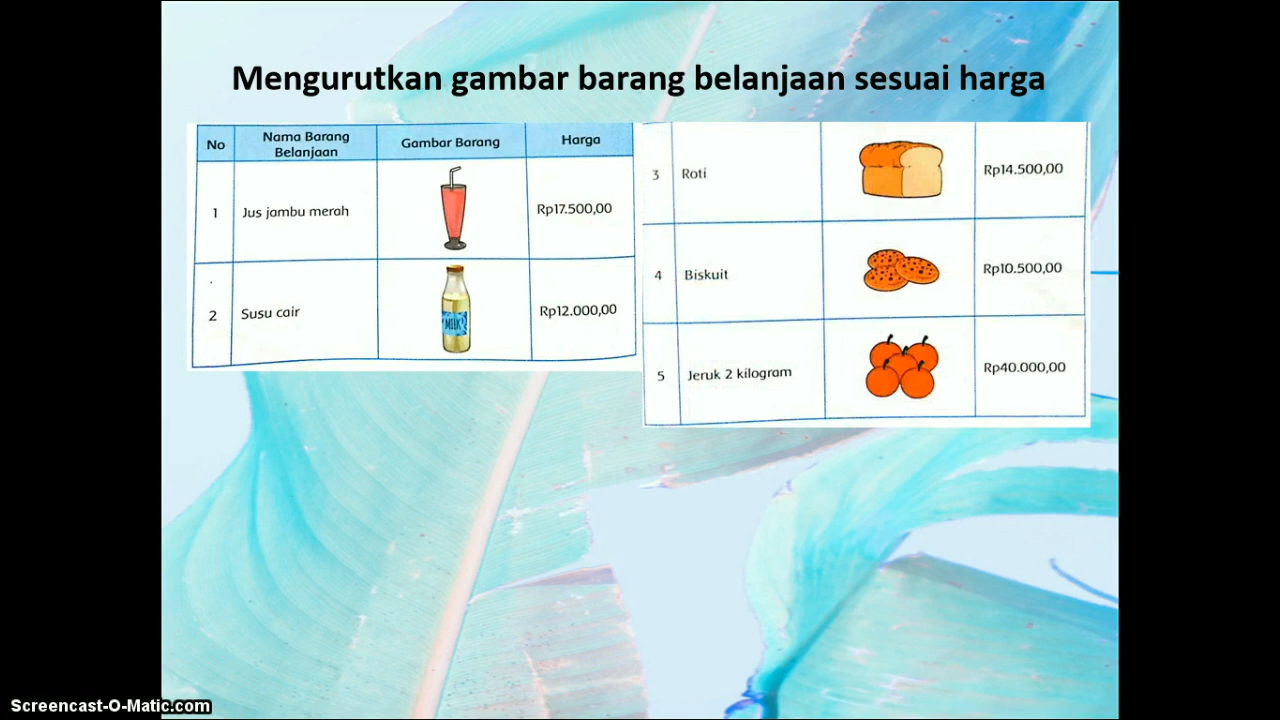 Mengurutkan gambar barang belanjaan sesuai harga
No
Nama Barang
Belanjaan
Gambar Barang
Harga
1
Jus jambu merah
Rp17.500,00
2
Susu cair
MILK
Rp12.000,00
3
Roti
Rp14.500,00
4
Biskuit
Rp10.500,00
5
Jeruk 2 kilogram
Rp40.000,00
Screencast-O-Matic.com